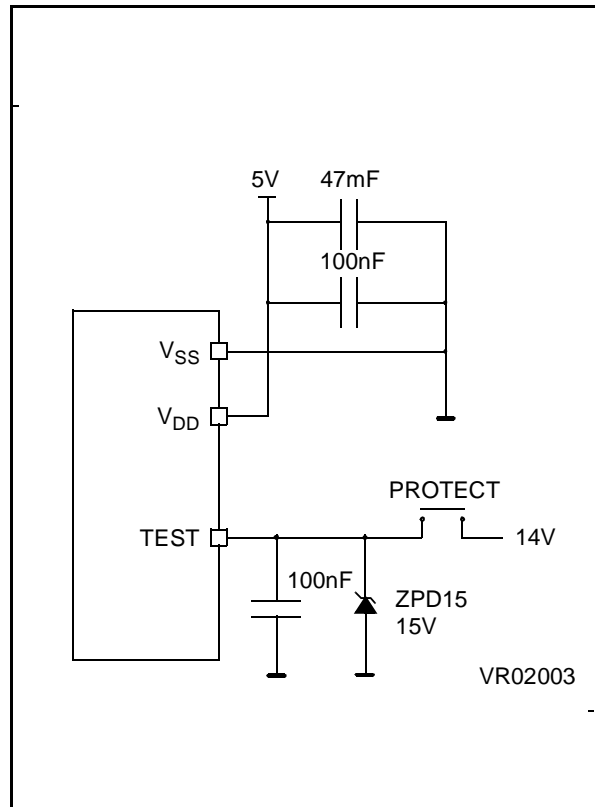 5V 47mF
100nF
VSS
VDD
PROTECT
TEST 14V
100nF ZPD15
15V
VR02003